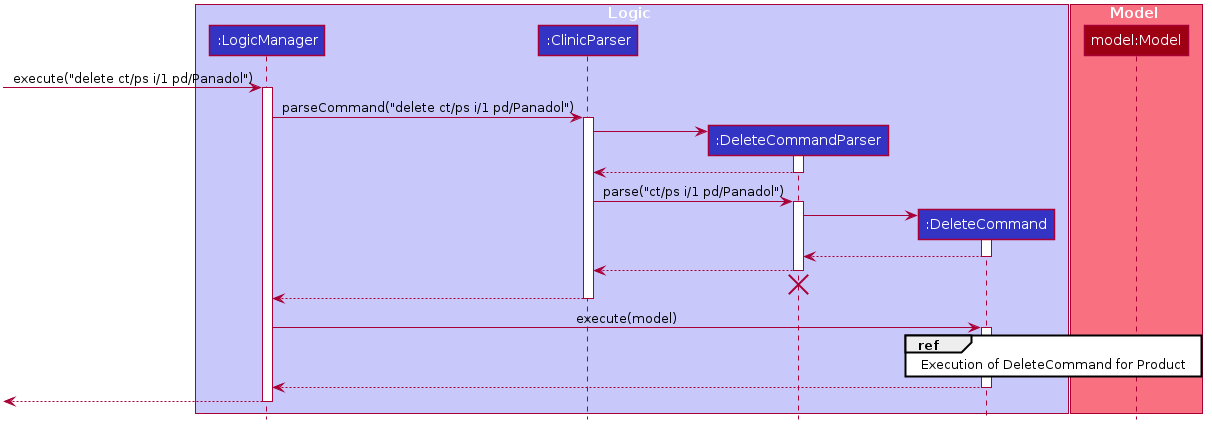 Logic
Model
:LogicManager
:ClinicParser
model:Model
execute("delete ct/ps i/1 pd/Panadol")
parseCommand("delete ct/ps i/1 pd/Panadol")
:DeleteCommandParser
parse("ct/ps i/1 pd/Panadol")
:DeleteCommand
execute(model)
ref
Execution of DeleteCommand for Product